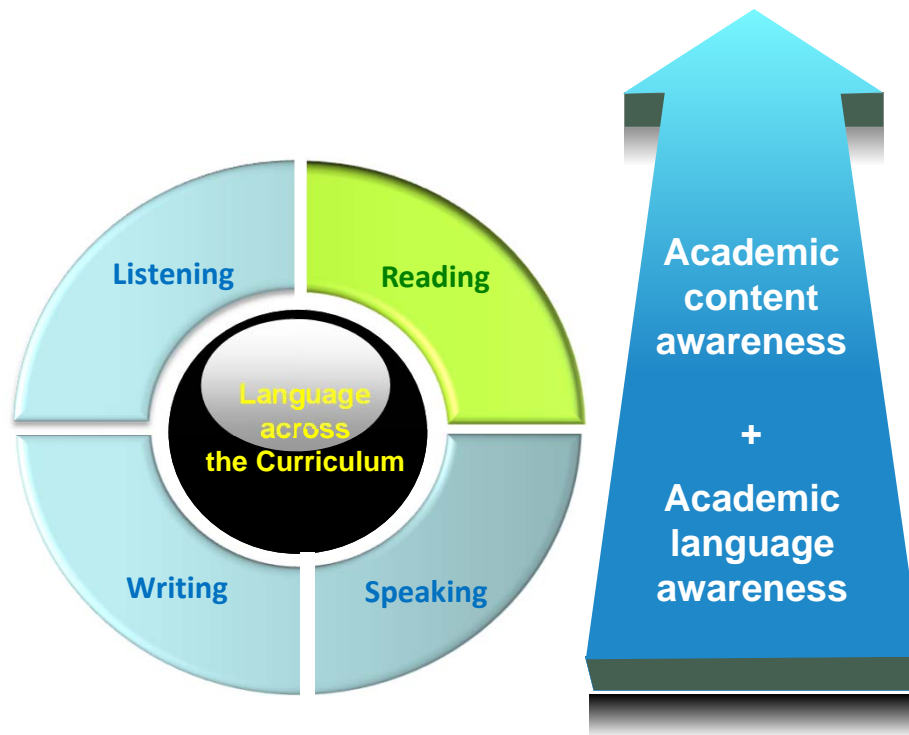 Listening
Reading
Language
across
the Curriculum
Writing
Speaking
Academic
content
awareness
+
Academic
language
awareness